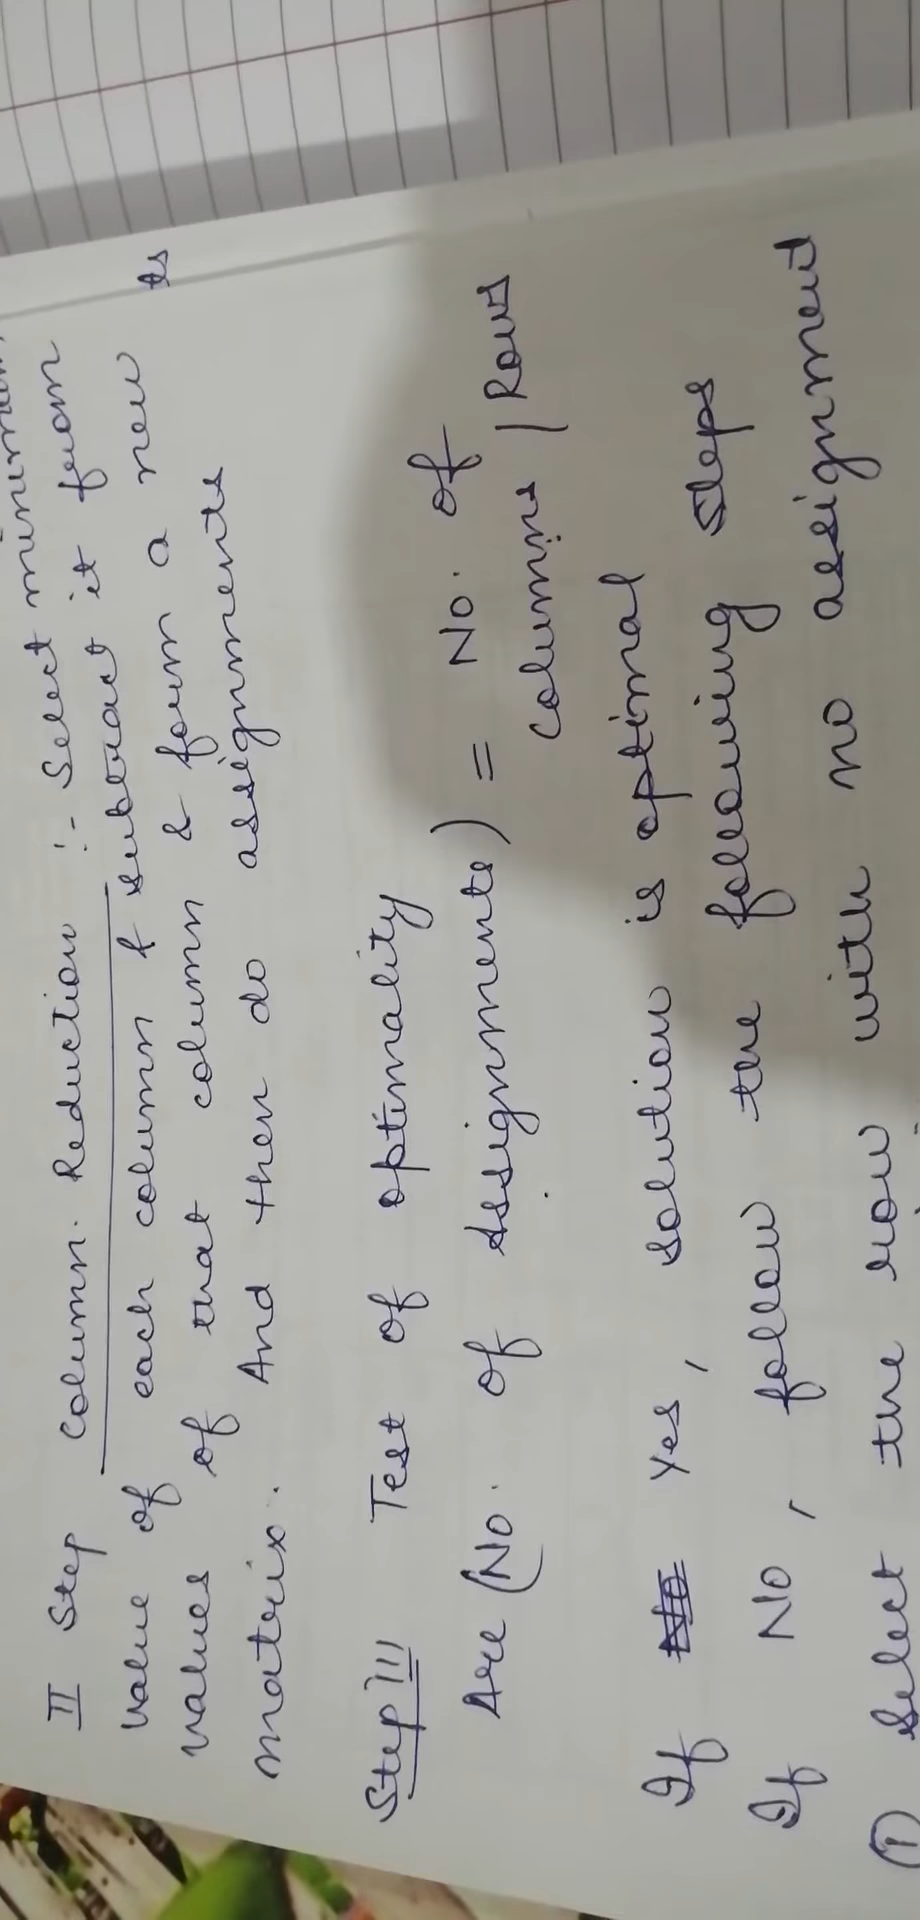 II Step Column. Reduction :- Select minimum
value of each column & subtract it from
values of that column & form a new
matrix. And then do assignments
Step III Test of optimality
Are (No. of Assignments) = No. of
columns / Rows
If Yes, solution is optimal
If No, follow the following steps
① Select the row with no assignment